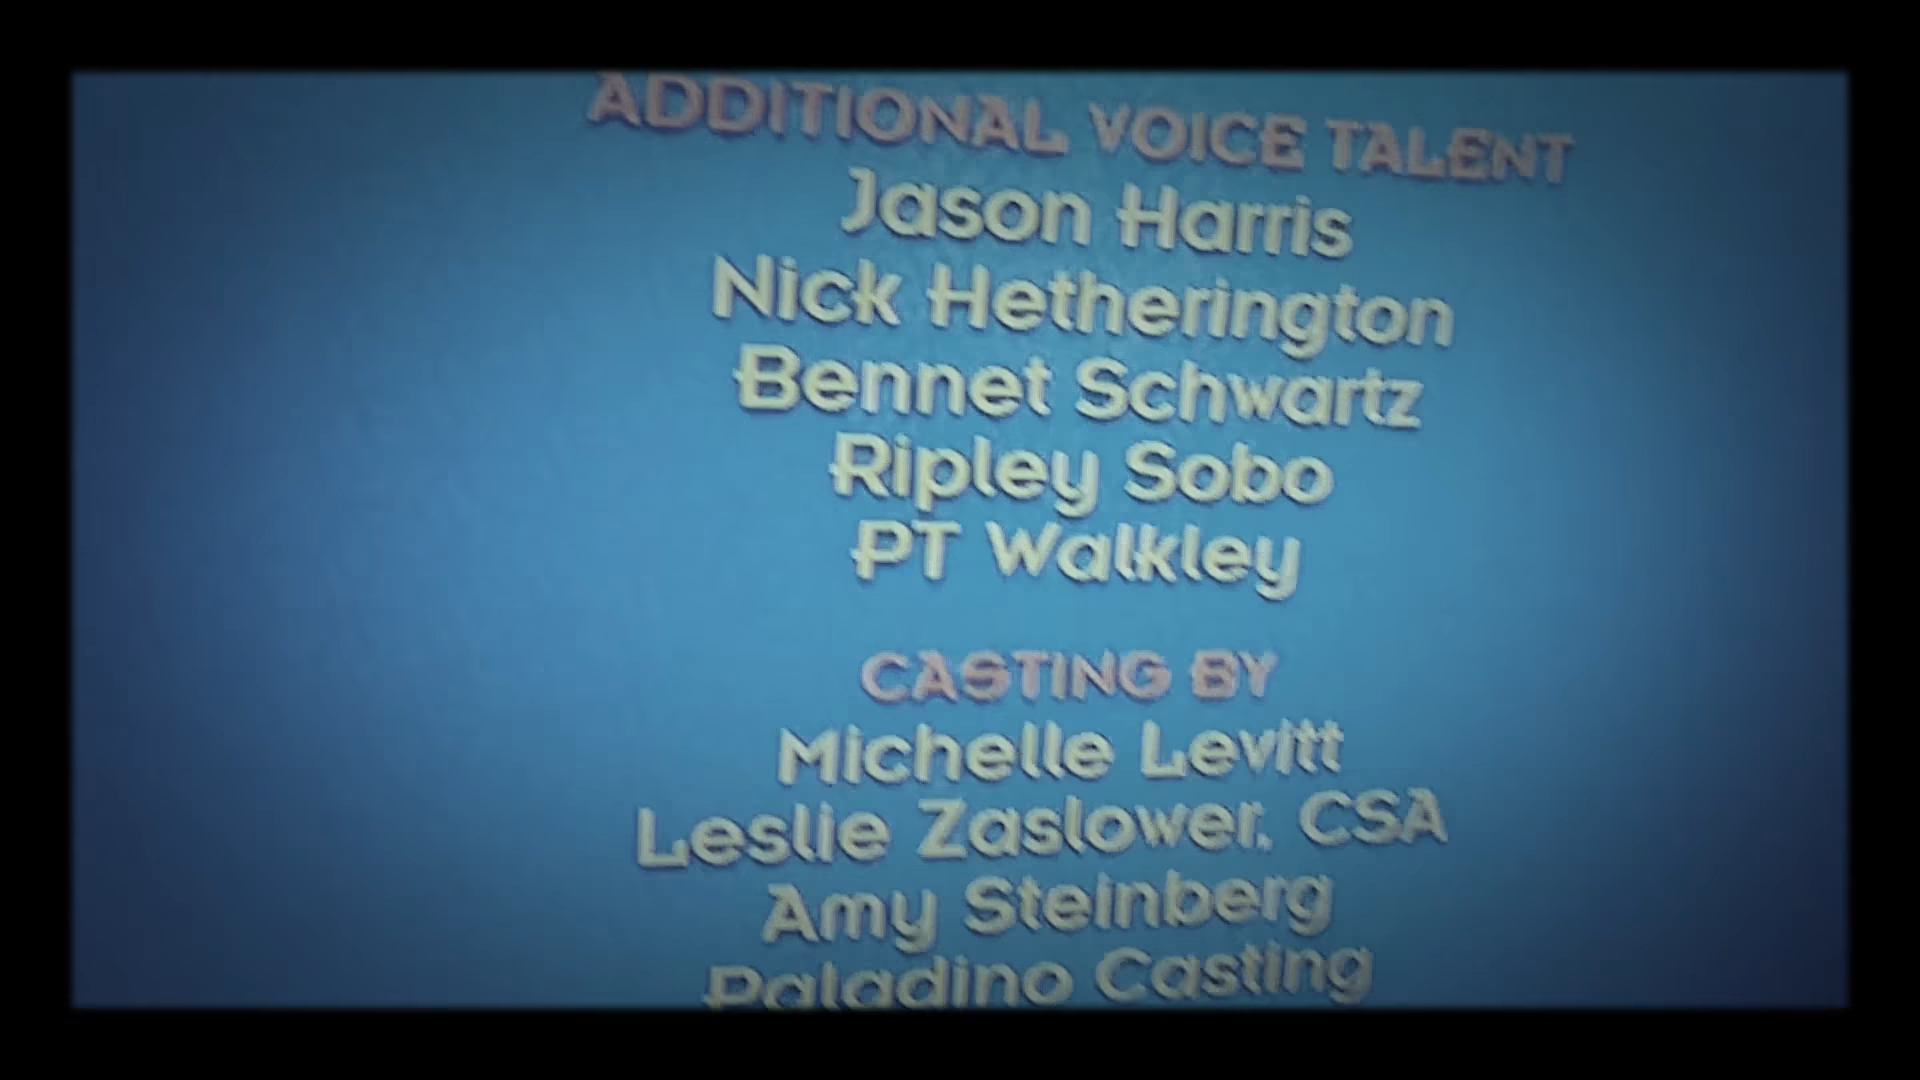 ADDITIONAL VOICE TALENT
Jason Harris
Nick Hetherington
Bennet Schwartz
Ripley Sobo
PT Walkley
CASTING BY
Michelle Levitt
Leslie Zaslower, CSA
Amy Steinberg
Paladino Casting